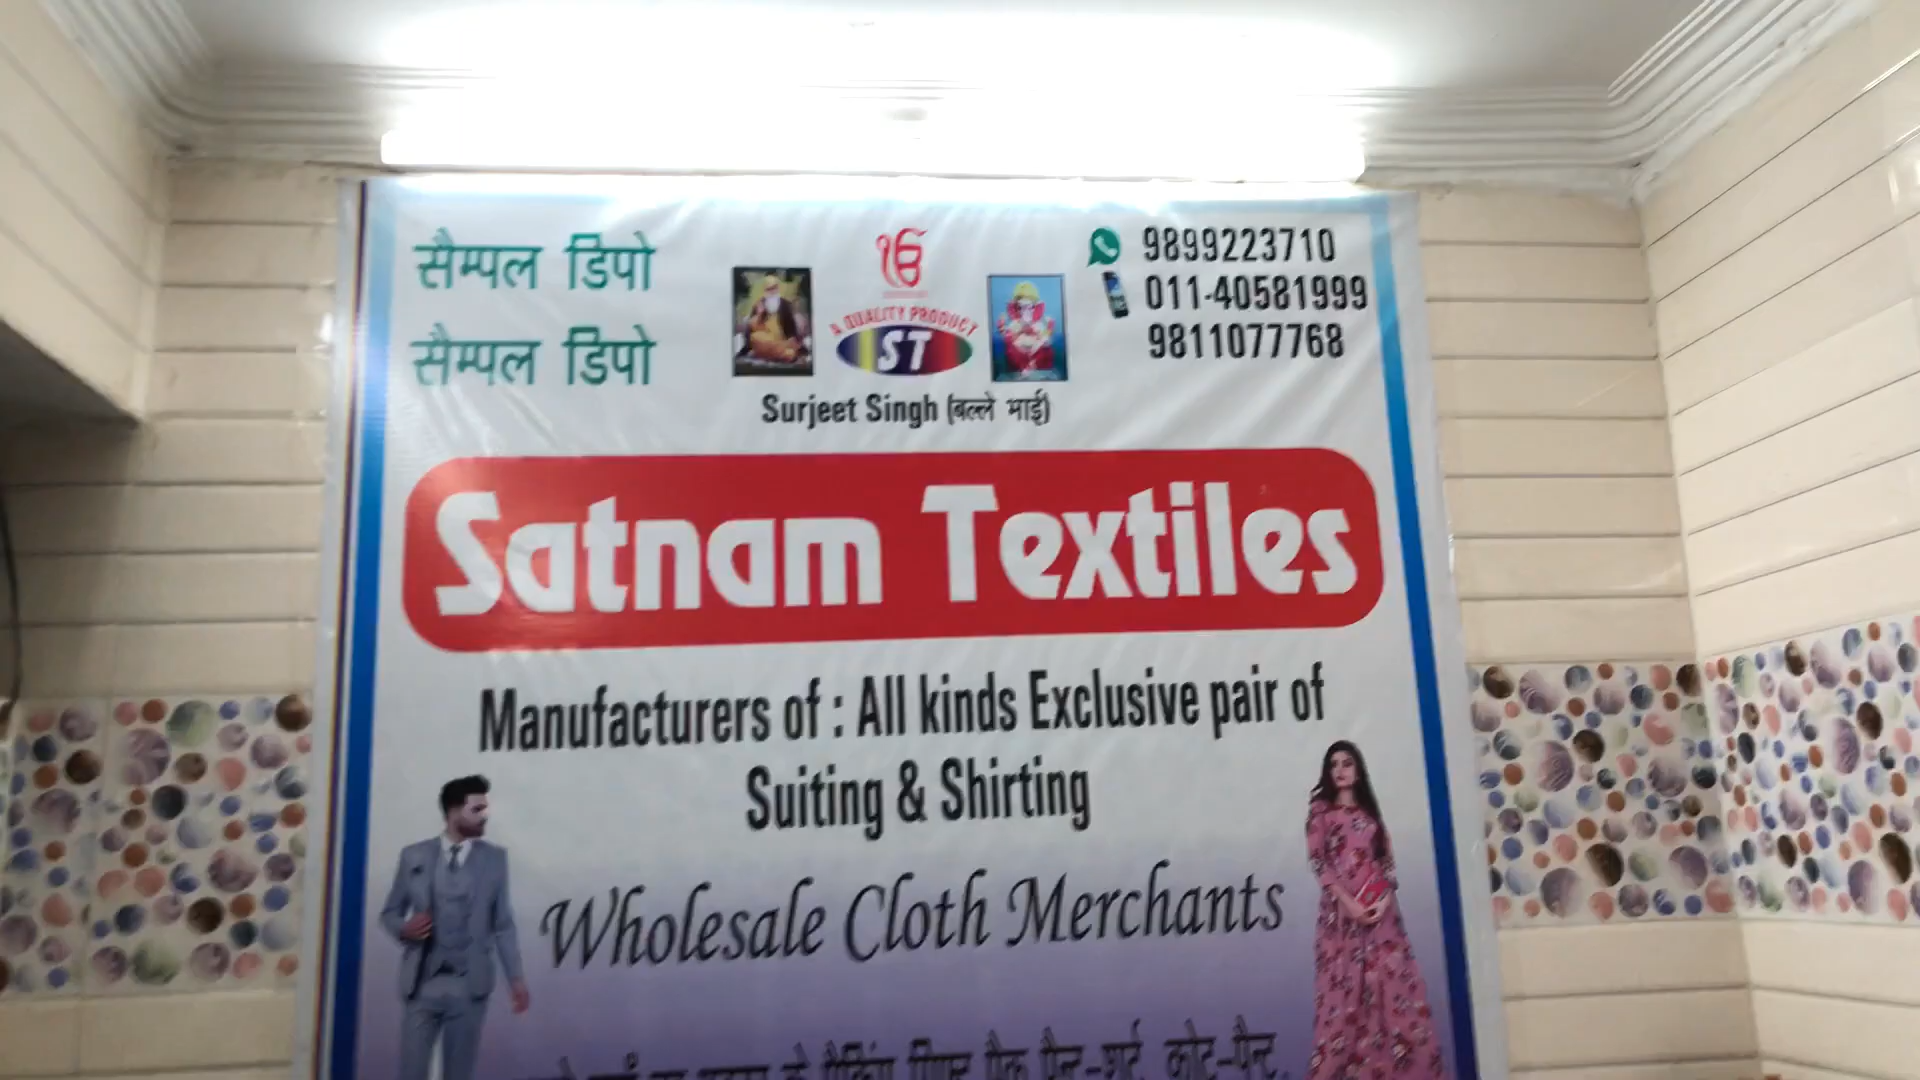 सैम्पल डिपो
सैम्पल डिपो
ੴ
A QUALITY PRODUCT
ST
Surjeet Singh (बल्ले भाई)
9899223710
011-40581999
9811077768
Satnam Textiles
Manufacturers of : All kinds Exclusive pair of
Suiting & Shirting
Wholesale Cloth Merchants
के पैकिंग गिफ्ट पैक पैन्ट-शर्ट, कोट-पैन्ट,